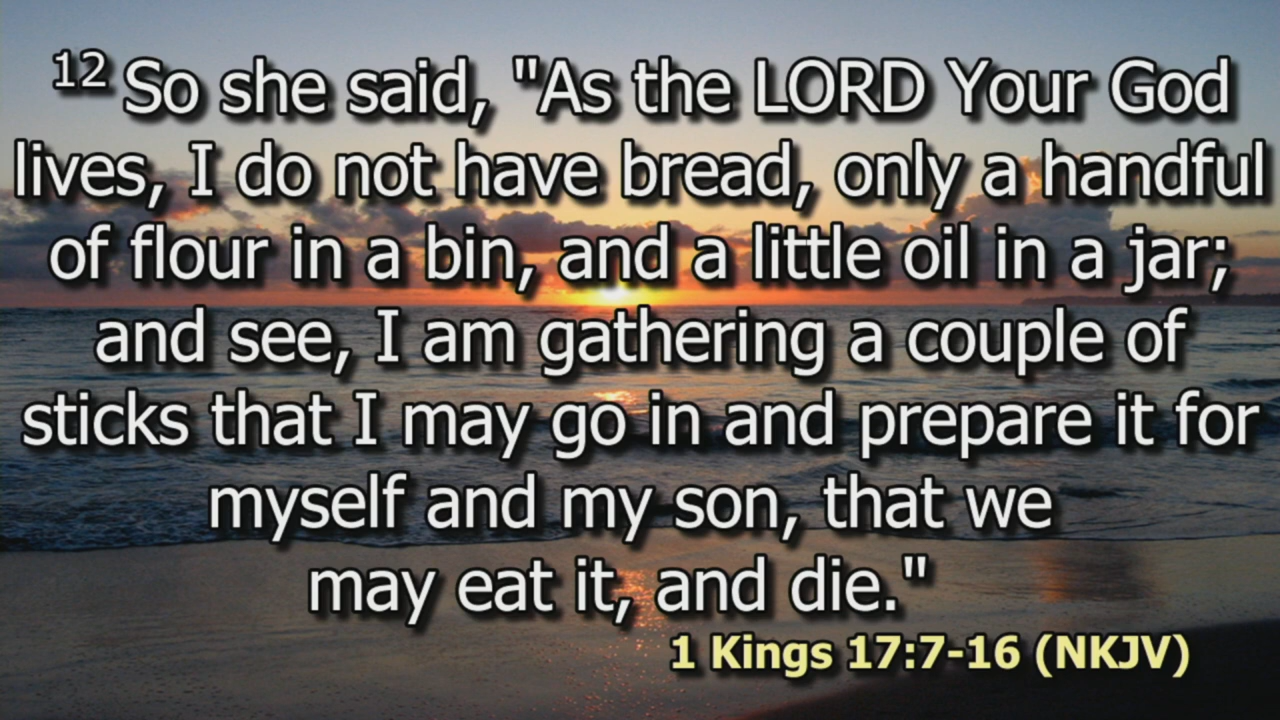 12 So she said, "As the LORD Your God
lives, I do not have bread, only a handful
of flour in a bin, and a little oil in a jar;
and see, I am gathering a couple of
sticks that I may go in and prepare it for
myself and my son, that we
may eat it, and die."
1 Kings 17:7-16 (NKJV)